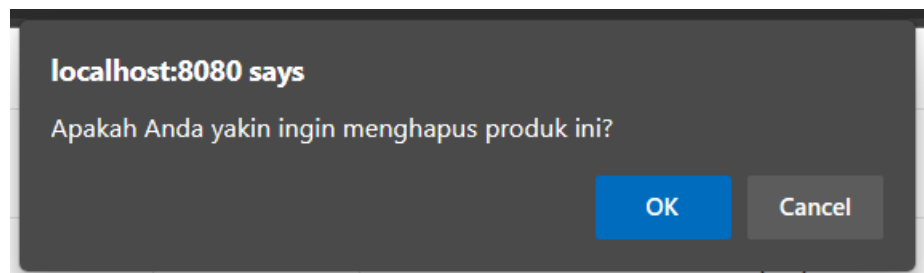 localhost:8080 says
Apakah Anda yakin ingin menghapus produk ini?
OK
Cancel